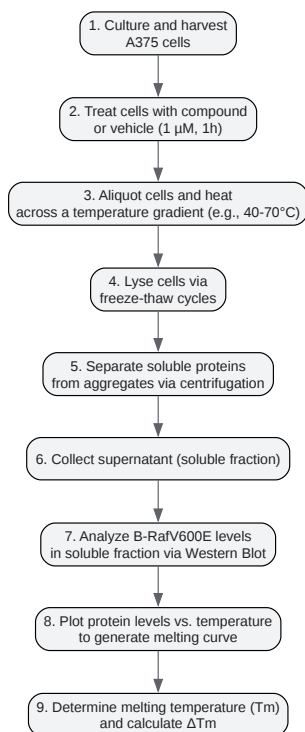 1. Culture and harvest
A375 cells
2. Treat cells with compound
or vehicle (1 µM, 1h)
3. Aliquot cells and heat
across a temperature gradient (e.g., 40-70°C)
4. Lyse cells via
freeze-thaw cycles
5. Separate soluble proteins
from aggregates via centrifugation
6. Collect supernatant (soluble fraction)
7. Analyze B-RafV600E levels
in soluble fraction via Western Blot
8. Plot protein levels vs. temperature
to generate melting curve
9. Determine melting temperature (Tm)
and calculate ΔTm